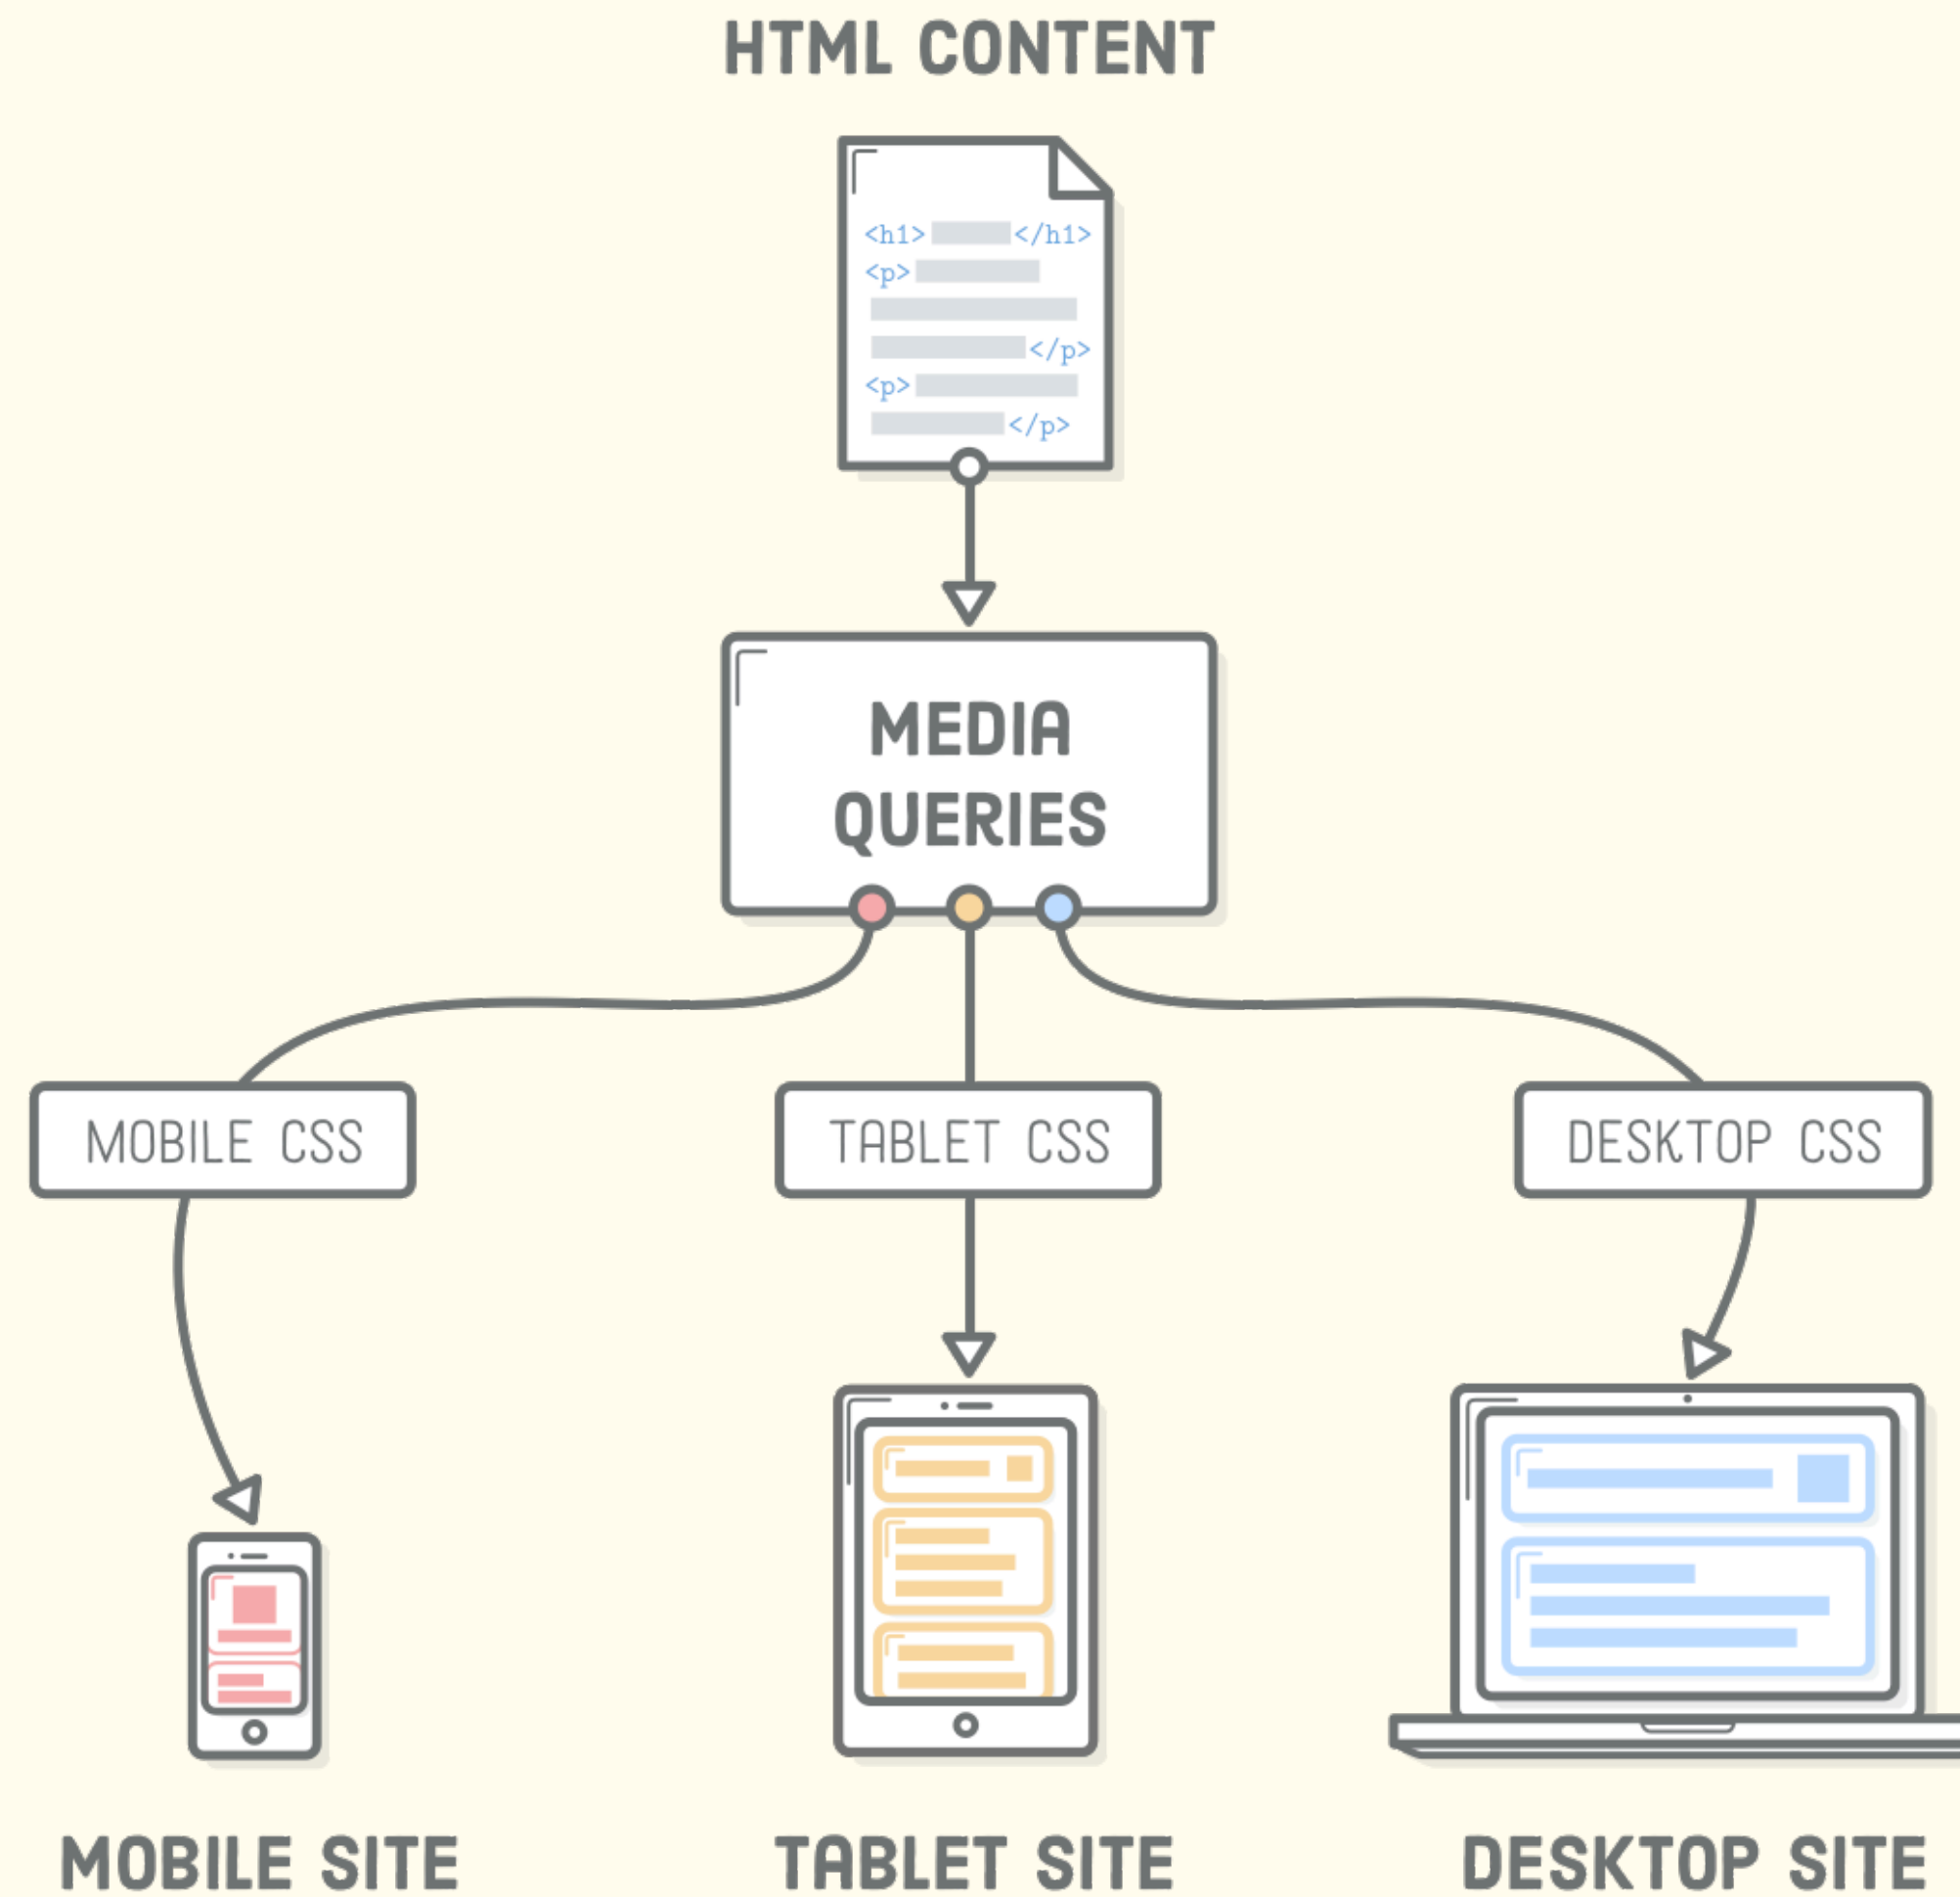 HTML CONTENT
<h1> </h1>
<p>
</p>
<p>
</p>
MEDIA
QUERIES
MOBILE CSS
TABLET CSS
DESKTOP CSS
MOBILE SITE
TABLET SITE
DESKTOP SITE